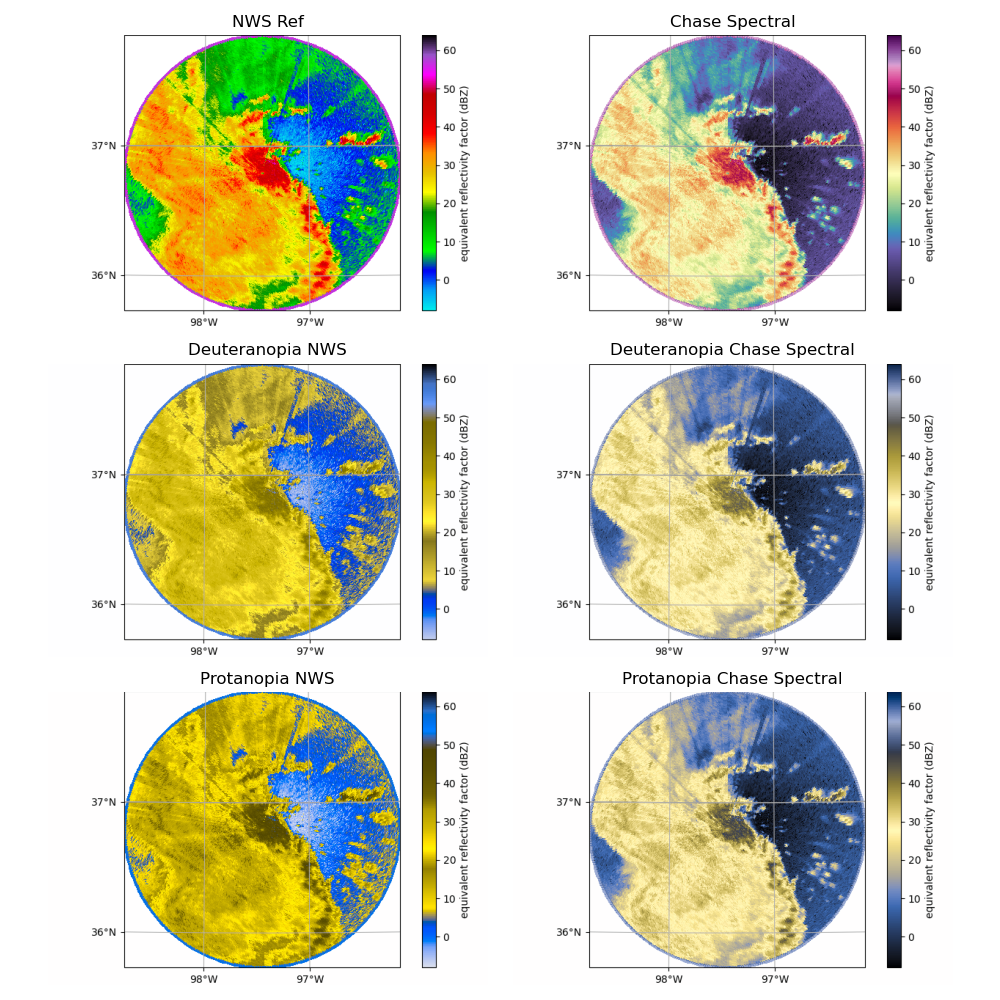 NWS Ref
37°N
36°N
98°W
97°W
60
50
40
30
20
10
0
equivalent reflectivity factor (dBZ)
Chase Spectral
37°N
36°N
98°W
97°W
60
50
40
30
20
10
0
equivalent reflectivity factor (dBZ)
Deuteranopia NWS
37°N
36°N
98°W
97°W
60
50
40
30
20
10
0
equivalent reflectivity factor (dBZ)
Deuteranopia Chase Spectral
37°N
36°N
98°W
97°W
60
50
40
30
20
10
0
equivalent reflectivity factor (dBZ)
Protanopia NWS
37°N
36°N
98°W
97°W
60
50
40
30
20
10
0
equivalent reflectivity factor (dBZ)
Protanopia Chase Spectral
37°N
36°N
98°W
97°W
60
50
40
30
20
10
0
equivalent reflectivity factor (dBZ)